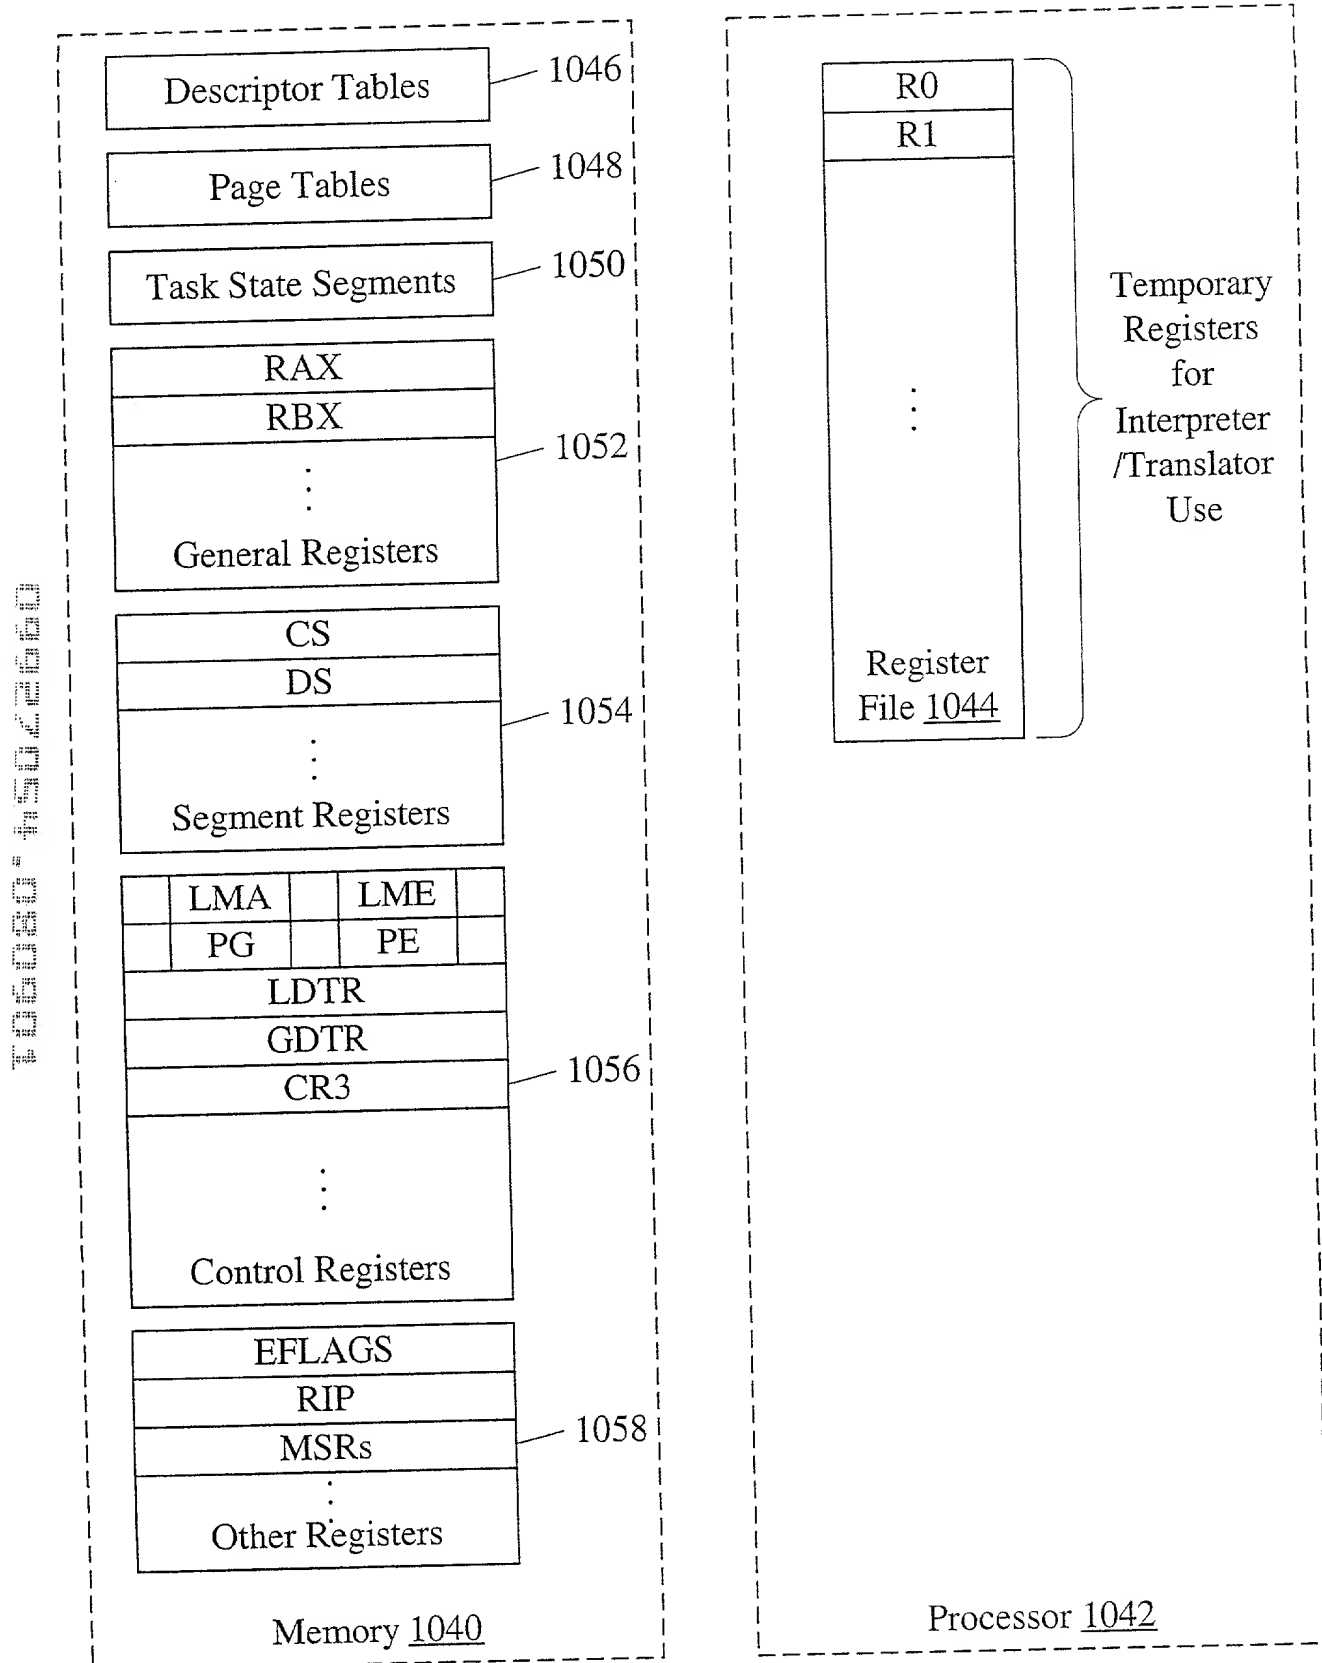 Descriptor Tables
1046
Page Tables
1048
Task State Segments
1050
RAX
RBX
1052
General Registers
CS
DS
1054
Segment Registers
LMA LME
PG PE
LDTR
GDTR
CR3
1056
Control Registers
EFLAGS
RIP
MSRs
1058
Other Registers
Memory 1040
R0
R1
Register
File 1044
Temporary
Registers
for
Interpreter
/Translator
Use
Processor 1042
09927054.080901